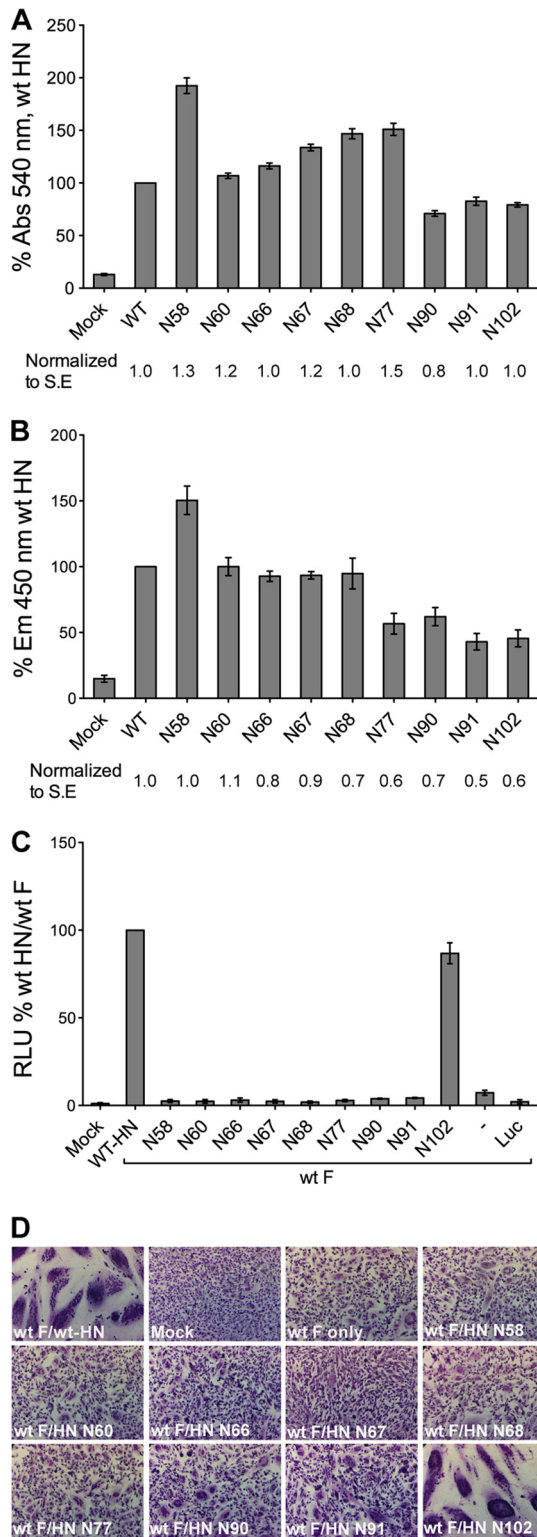 A
% Abs 540 nm, wt HN
250
200
150
100
50
0
Mock WT N58 N60 N66 N67 N68 N77 N90 N91 N102
Normalized to S.E 1.0 1.3 1.2 1.0 1.2 1.0 1.5 0.8 1.0 1.0
B
% Em 450 nm wt HN
200
150
100
50
0
Mock WT N58 N60 N66 N67 N68 N77 N90 N91 N102
Normalized to S.E 1.0 1.0 1.1 0.8 0.9 0.7 0.6 0.7 0.5 0.6
C
RLU % wt HN/wt F
150
100
50
0
Mock WT-HN N58 N60 N66 N67 N68 N77 N90 N91 N102 - Luc
wt F
D
wt F/wt-HN Mock wt F only wt F/HN N58
wt F/HN N60 wt F/HN N66 wt F/HN N67 wt F/HN N68
wt F/HN N77 wt F/HN N90 wt F/HN N91 wt F/HN N102